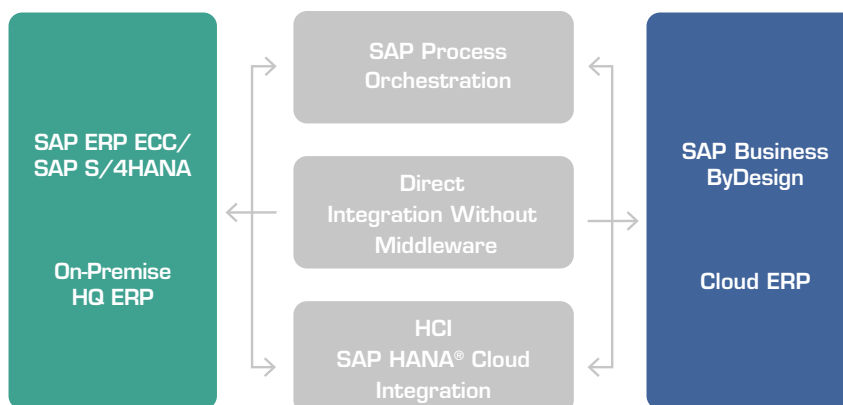 SAP ERP ECC/
SAP S/4HANA
On-Premise
HQ ERP
SAP Process
Orchestration
Direct
Integration Without
Middleware
HCI
SAP HANA® Cloud
Integration
SAP Business
ByDesign
Cloud ERP